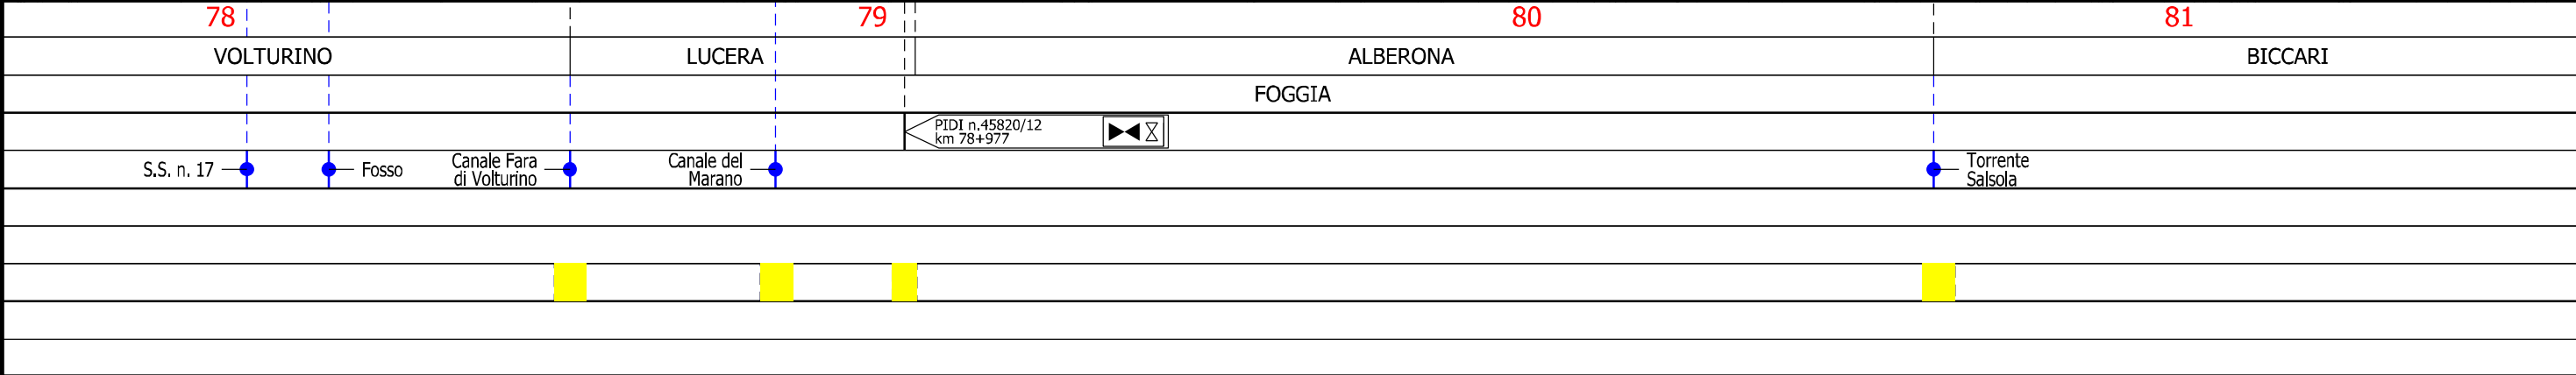 78 79 80 81
VOLTURINO LUCERA ALBERONA BICCARI
FOGGIA
PIDI n.45820/12
km 78+977
S.S. n. 17
Fosso
Canale Fara
di Volturino
Canale del
Marano
Torrente
Salsola